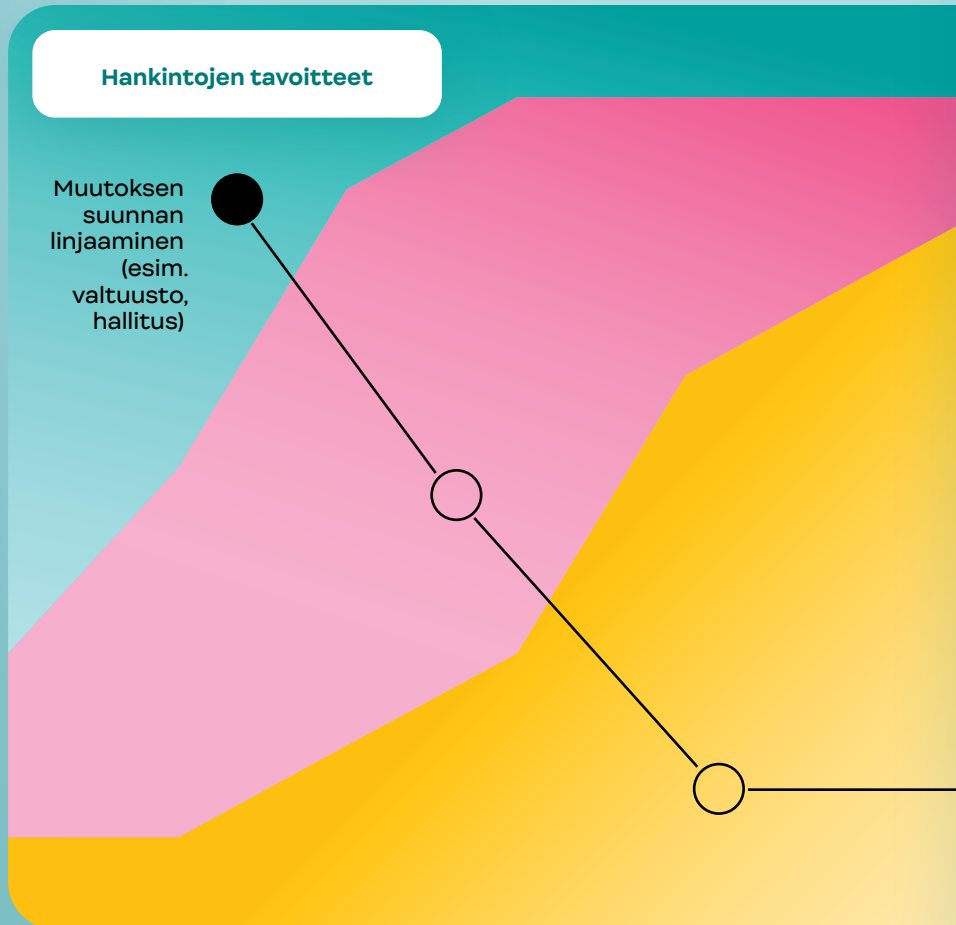 Hankintojen tavoitteet
Muutoksen
suunnan
linjaaminen
(esim.
valtuusto,
hallitus)